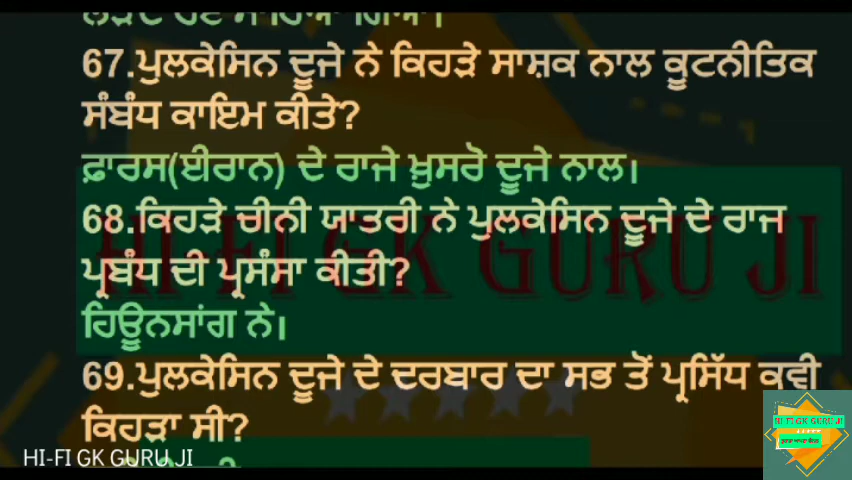 67.ਪੁਲਕੇਸਿਨ ਦੂਜੇ ਨੇ ਕਿਹੜੇ ਸਾਸ਼ਕ ਨਾਲ ਕੂਟਨੀਤਿਕ
ਸੰਬੰਧ ਕਾਇਮ ਕੀਤੇ?
ਫ਼ਾਰਸ(ਈਰਾਨ) ਦੇ ਰਾਜੇ ਖ਼ੁਸਰੋ ਦੂਜੇ ਨਾਲ।
68.ਕਿਹੜੇ ਚੀਨੀ ਯਾਤਰੀ ਨੇ ਪੁਲਕੇਸਿਨ ਦੂਜੇ ਦੇ ਰਾਜ
ਪ੍ਰਬੰਧ ਦੀ ਪ੍ਰਸੰਸਾ ਕੀਤੀ?
HI-FI GK GURU JI
ਹਿਊਨਸਾਂਗ ਨੇ।
69.ਪੁਲਕੇਸਿਨ ਦੂਜੇ ਦੇ ਦਰਬਾਰ ਦਾ ਸਭ ਤੋਂ ਪ੍ਰਸਿੱਧ ਕਵੀ
ਕਿਹੜਾ ਸੀ?
HI-FI GK GURU JI
HI-FI GK GURU JI